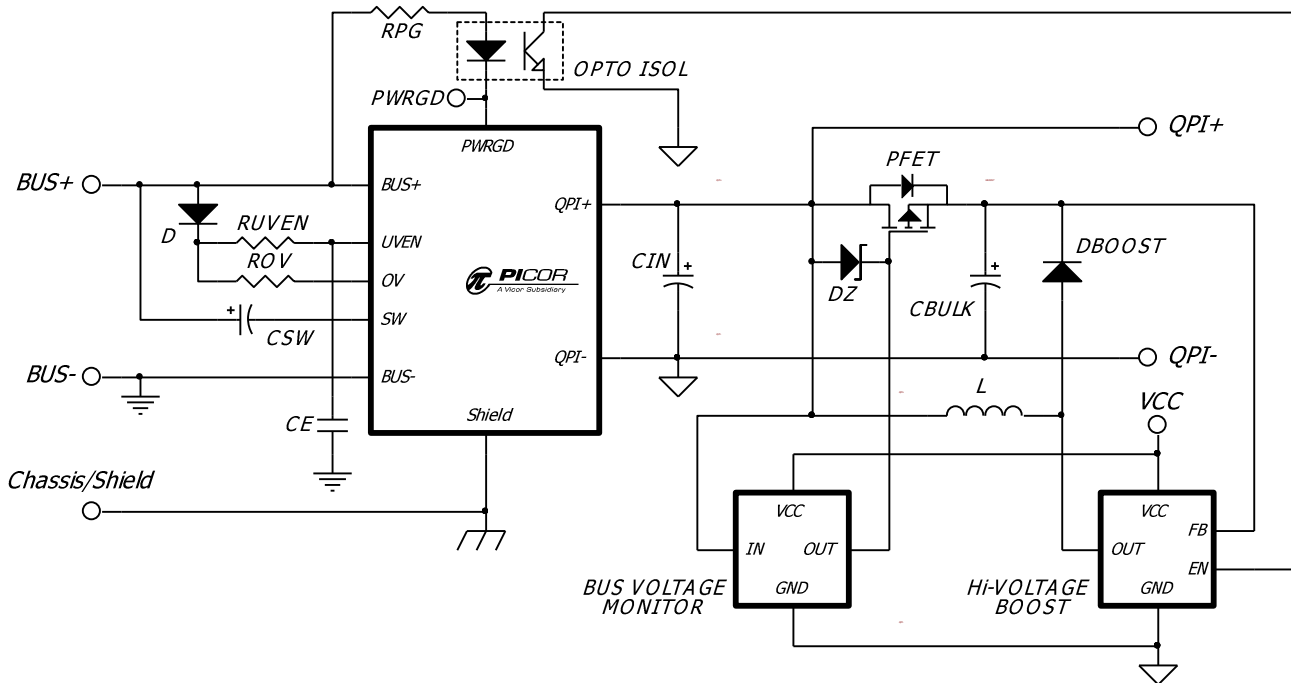 RPG
OPTO ISOL
PWRGD
PWRGD
QPI+
PFET
BUS+
BUS+
QPI+
D
RUVEN
UVEN
ROV
OV
PICOR
A Vicor Subsidiary
CIN
+
DZ
+
CBULK
DBOOST
+
CSW
SW
BUS-
BUS-
QPI-
QPI-
L
VCC
CE
Shield
Chassis/Shield
VCC
IN
OUT
GND
BUS VOLTAGE
MONITOR
VCC
FB
OUT
EN
GND
Hi-VOLTAGE
BOOST